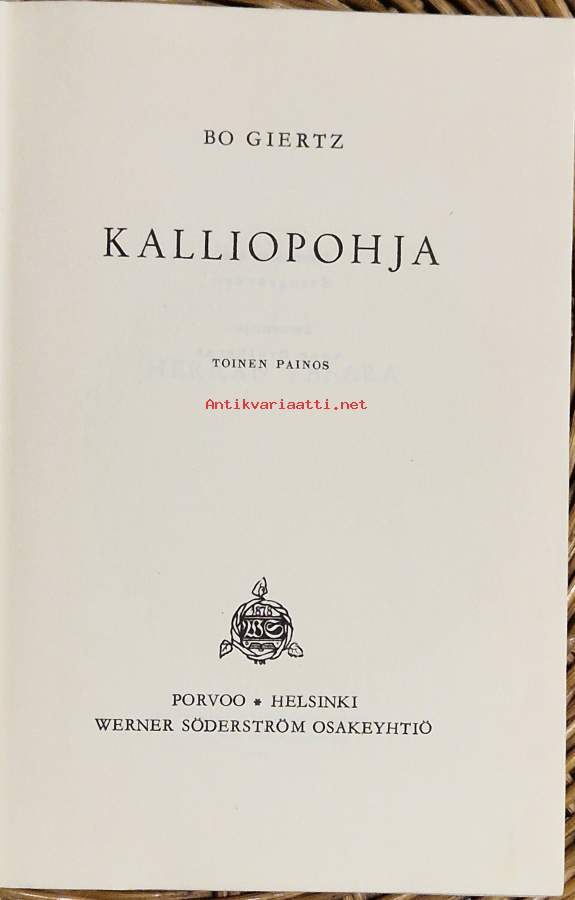 BO GIERTZ
KALLIOPOHJA
TOINEN PAINOS
Antikvariaatti.net
1878
WS
PORVOO * HELSINKI
WERNER SÖDERSTRÖM OSAKEYHTIÖ